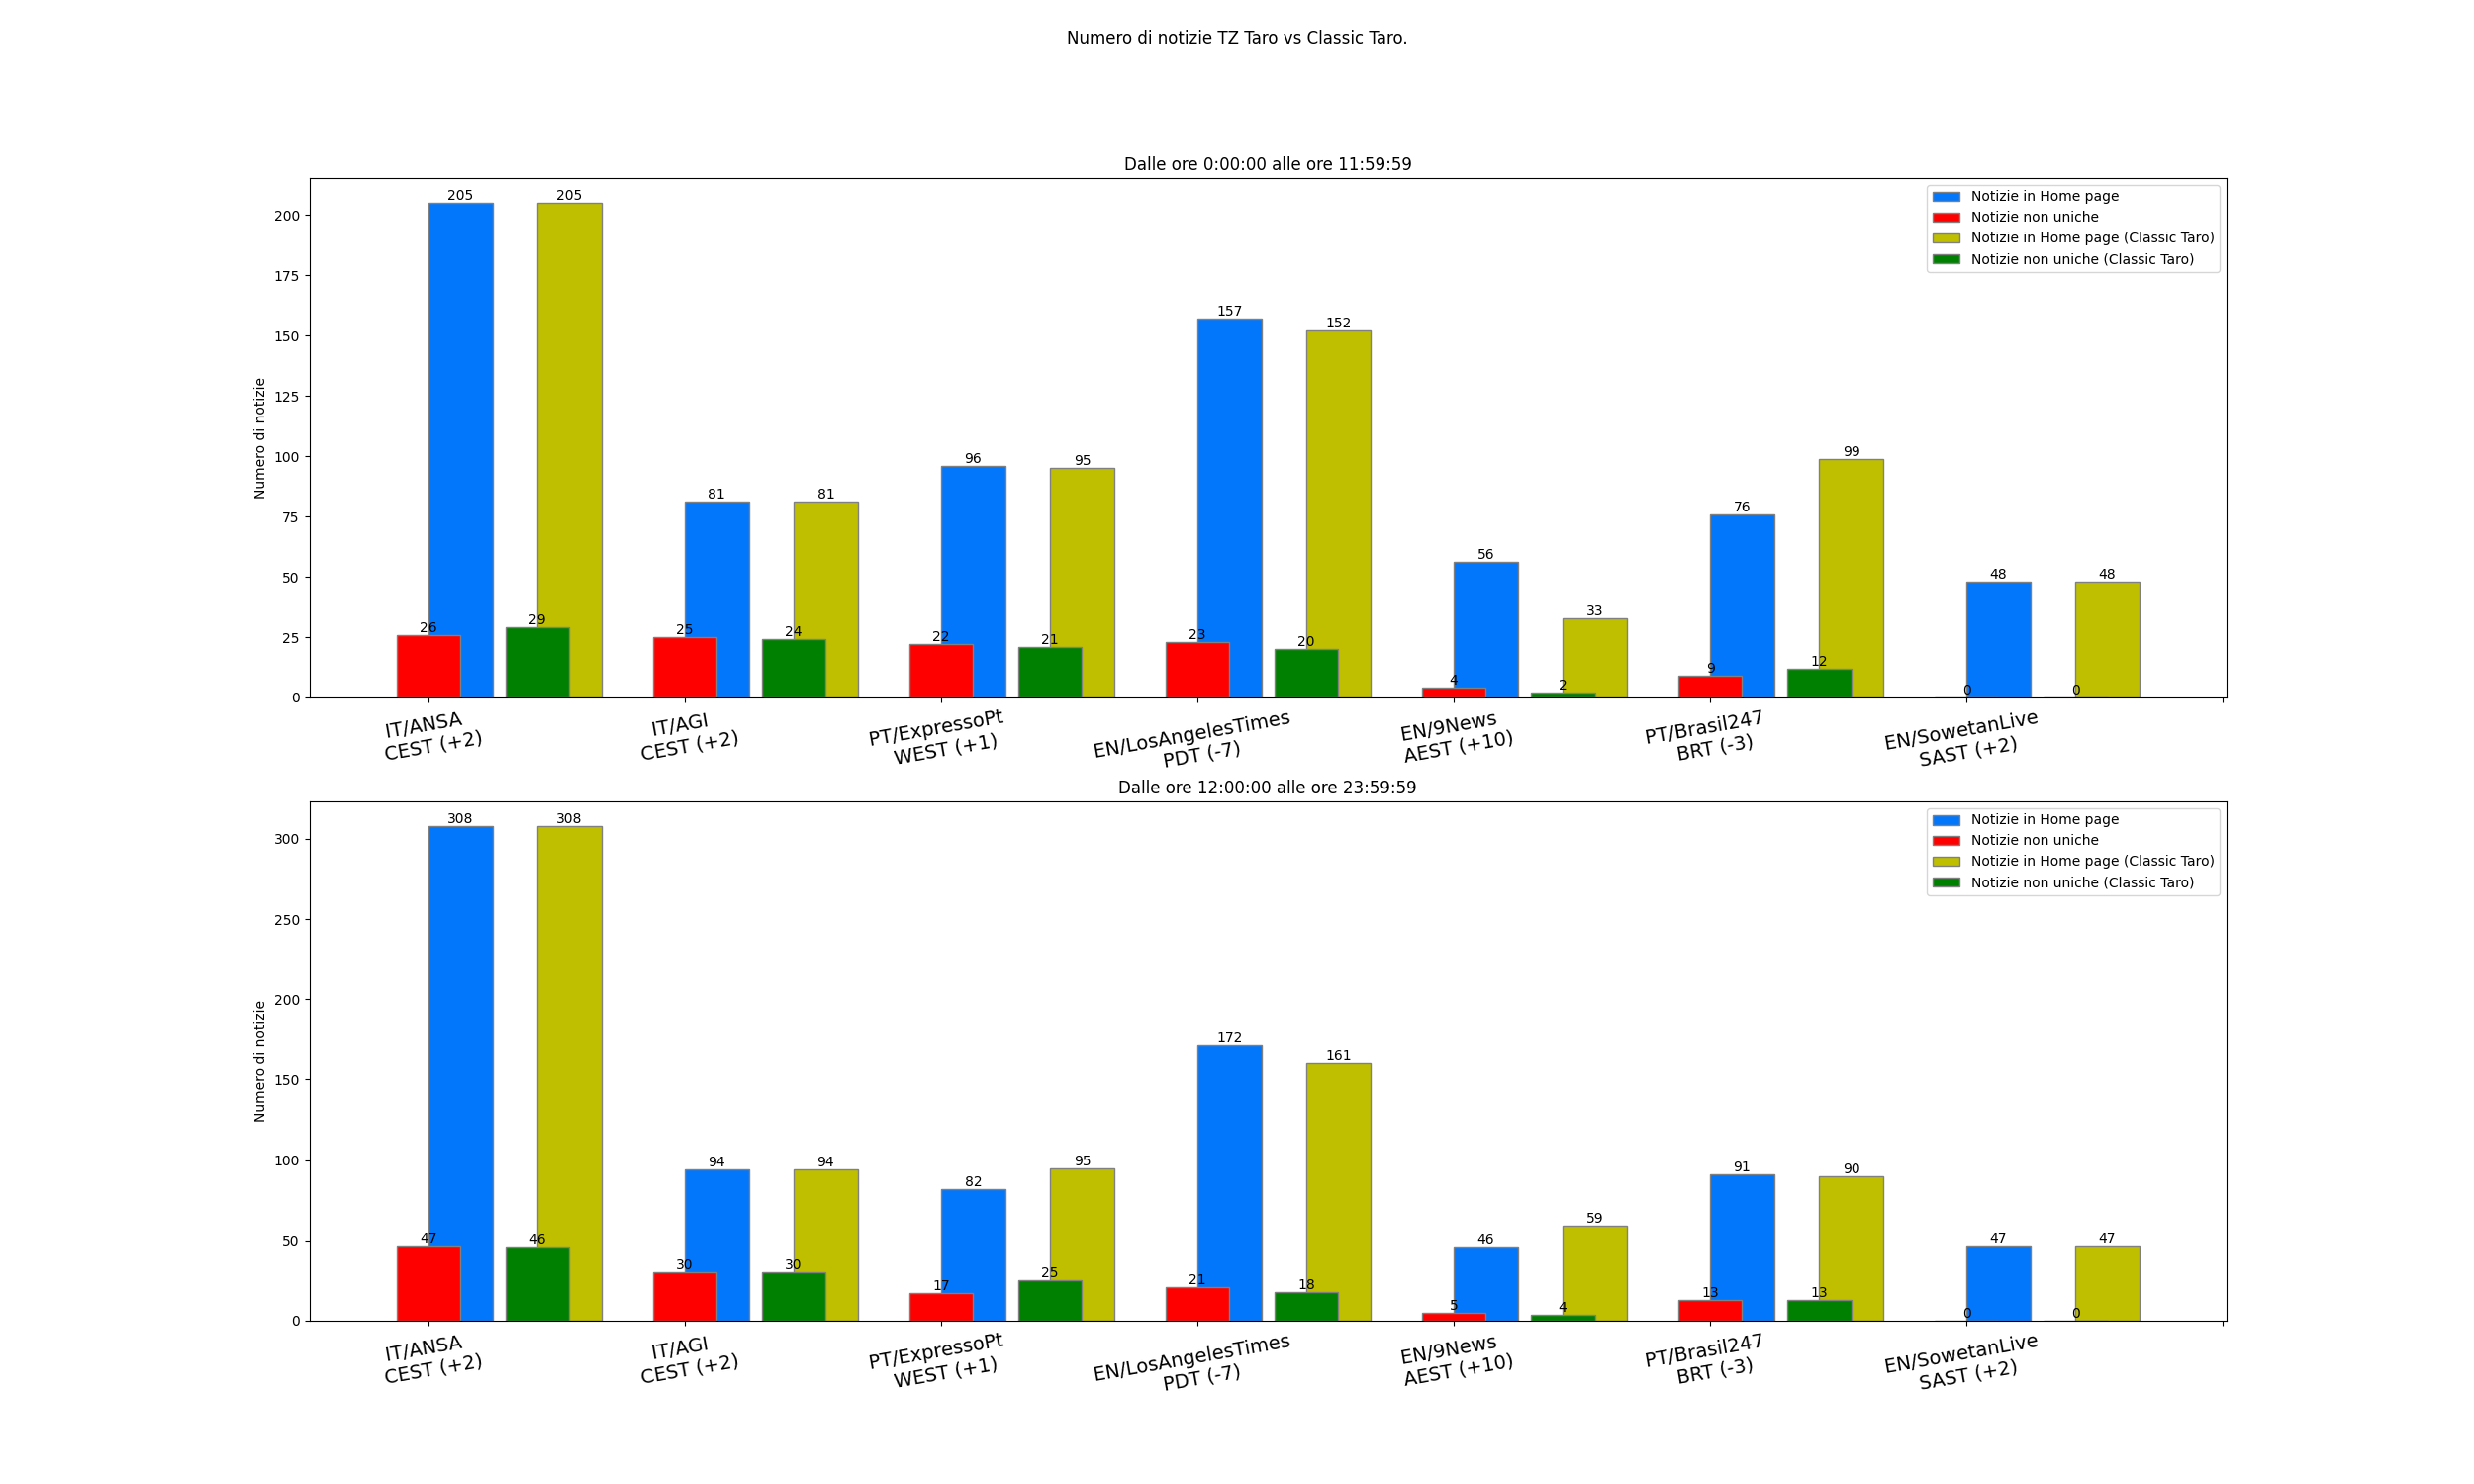 Numero di notizie TZ Taro vs Classic Taro.
Dalle ore 0:00:00 alle ore 11:59:59
Numero di notizie
200
175
150
125
100
75
50
25
0
205
205
81
81
96
95
157
152
56
33
76
99
48
48
26
29
25
24
22
21
23
20
4
2
9
12
0
0
Notizie in Home page
Notizie non uniche
Notizie in Home page (Classic Taro)
Notizie non uniche (Classic Taro)
IT/ANSA
CEST (+2)
IT/AGI
CEST (+2)
PT/ExpressoPt
WEST (+1)
EN/LosAngelesTimes
PDT (-7)
EN/9News
AEST (+10)
PT/Brasil247
BRT (-3)
EN/SowetanLive
SAST (+2)
Dalle ore 12:00:00 alle ore 23:59:59
Numero di notizie
300
250
200
150
100
50
0
308
308
94
94
82
95
172
161
46
59
91
90
47
47
47
46
30
30
17
25
21
18
5
4
13
13
0
0
Notizie in Home page
Notizie non uniche
Notizie in Home page (Classic Taro)
Notizie non uniche (Classic Taro)
IT/ANSA
CEST (+2)
IT/AGI
CEST (+2)
PT/ExpressoPt
WEST (+1)
EN/LosAngelesTimes
PDT (-7)
EN/9News
AEST (+10)
PT/Brasil247
BRT (-3)
EN/SowetanLive
SAST (+2)